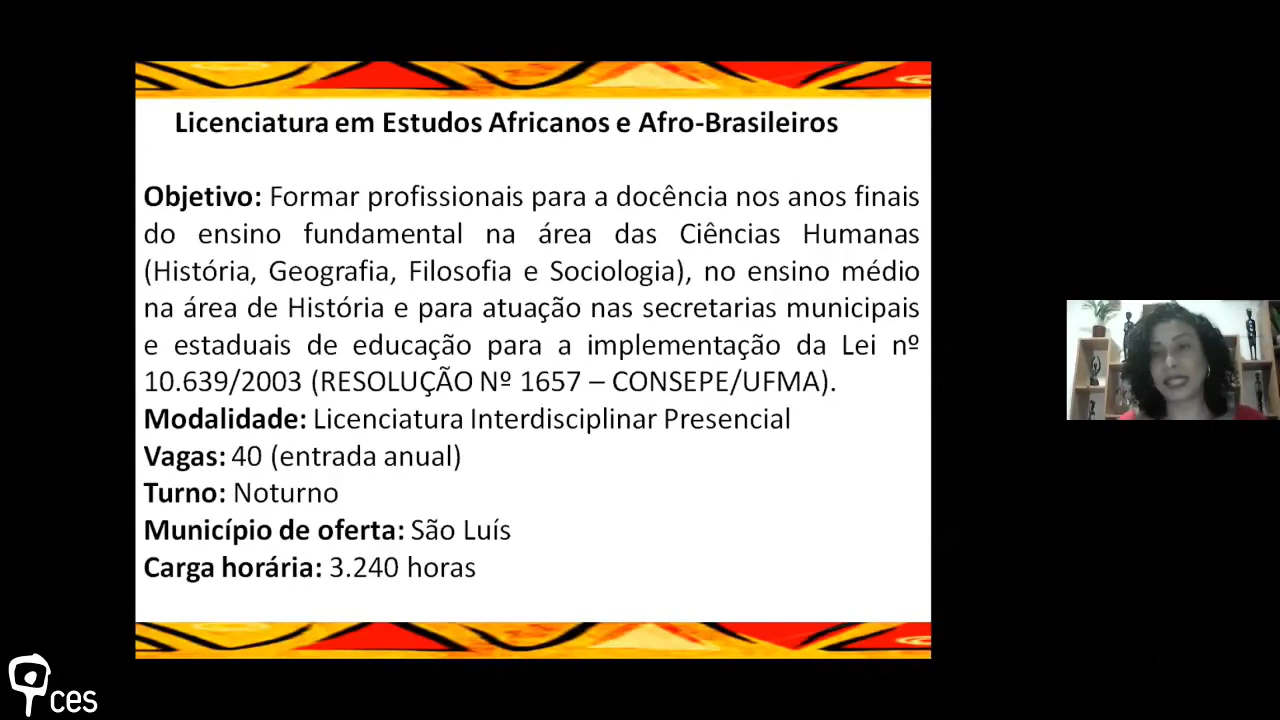 Licenciatura em Estudos Africanos e Afro-Brasileiros
Objetivo: Formar profissionais para a docência nos anos finais
do ensino fundamental na área das Ciências Humanas
(História, Geografia, Filosofia e Sociologia), no ensino médio
na área de História e para atuação nas secretarias municipais
e estaduais de educação para a implementação da Lei nº
10.639/2003 (RESOLUÇÃO Nº 1657 – CONSEPE/UFMA).
Modalidade: Licenciatura Interdisciplinar Presencial
Vagas: 40 (entrada anual)
Turno: Noturno
Município de oferta: São Luís
Carga horária: 3.240 horas
ces